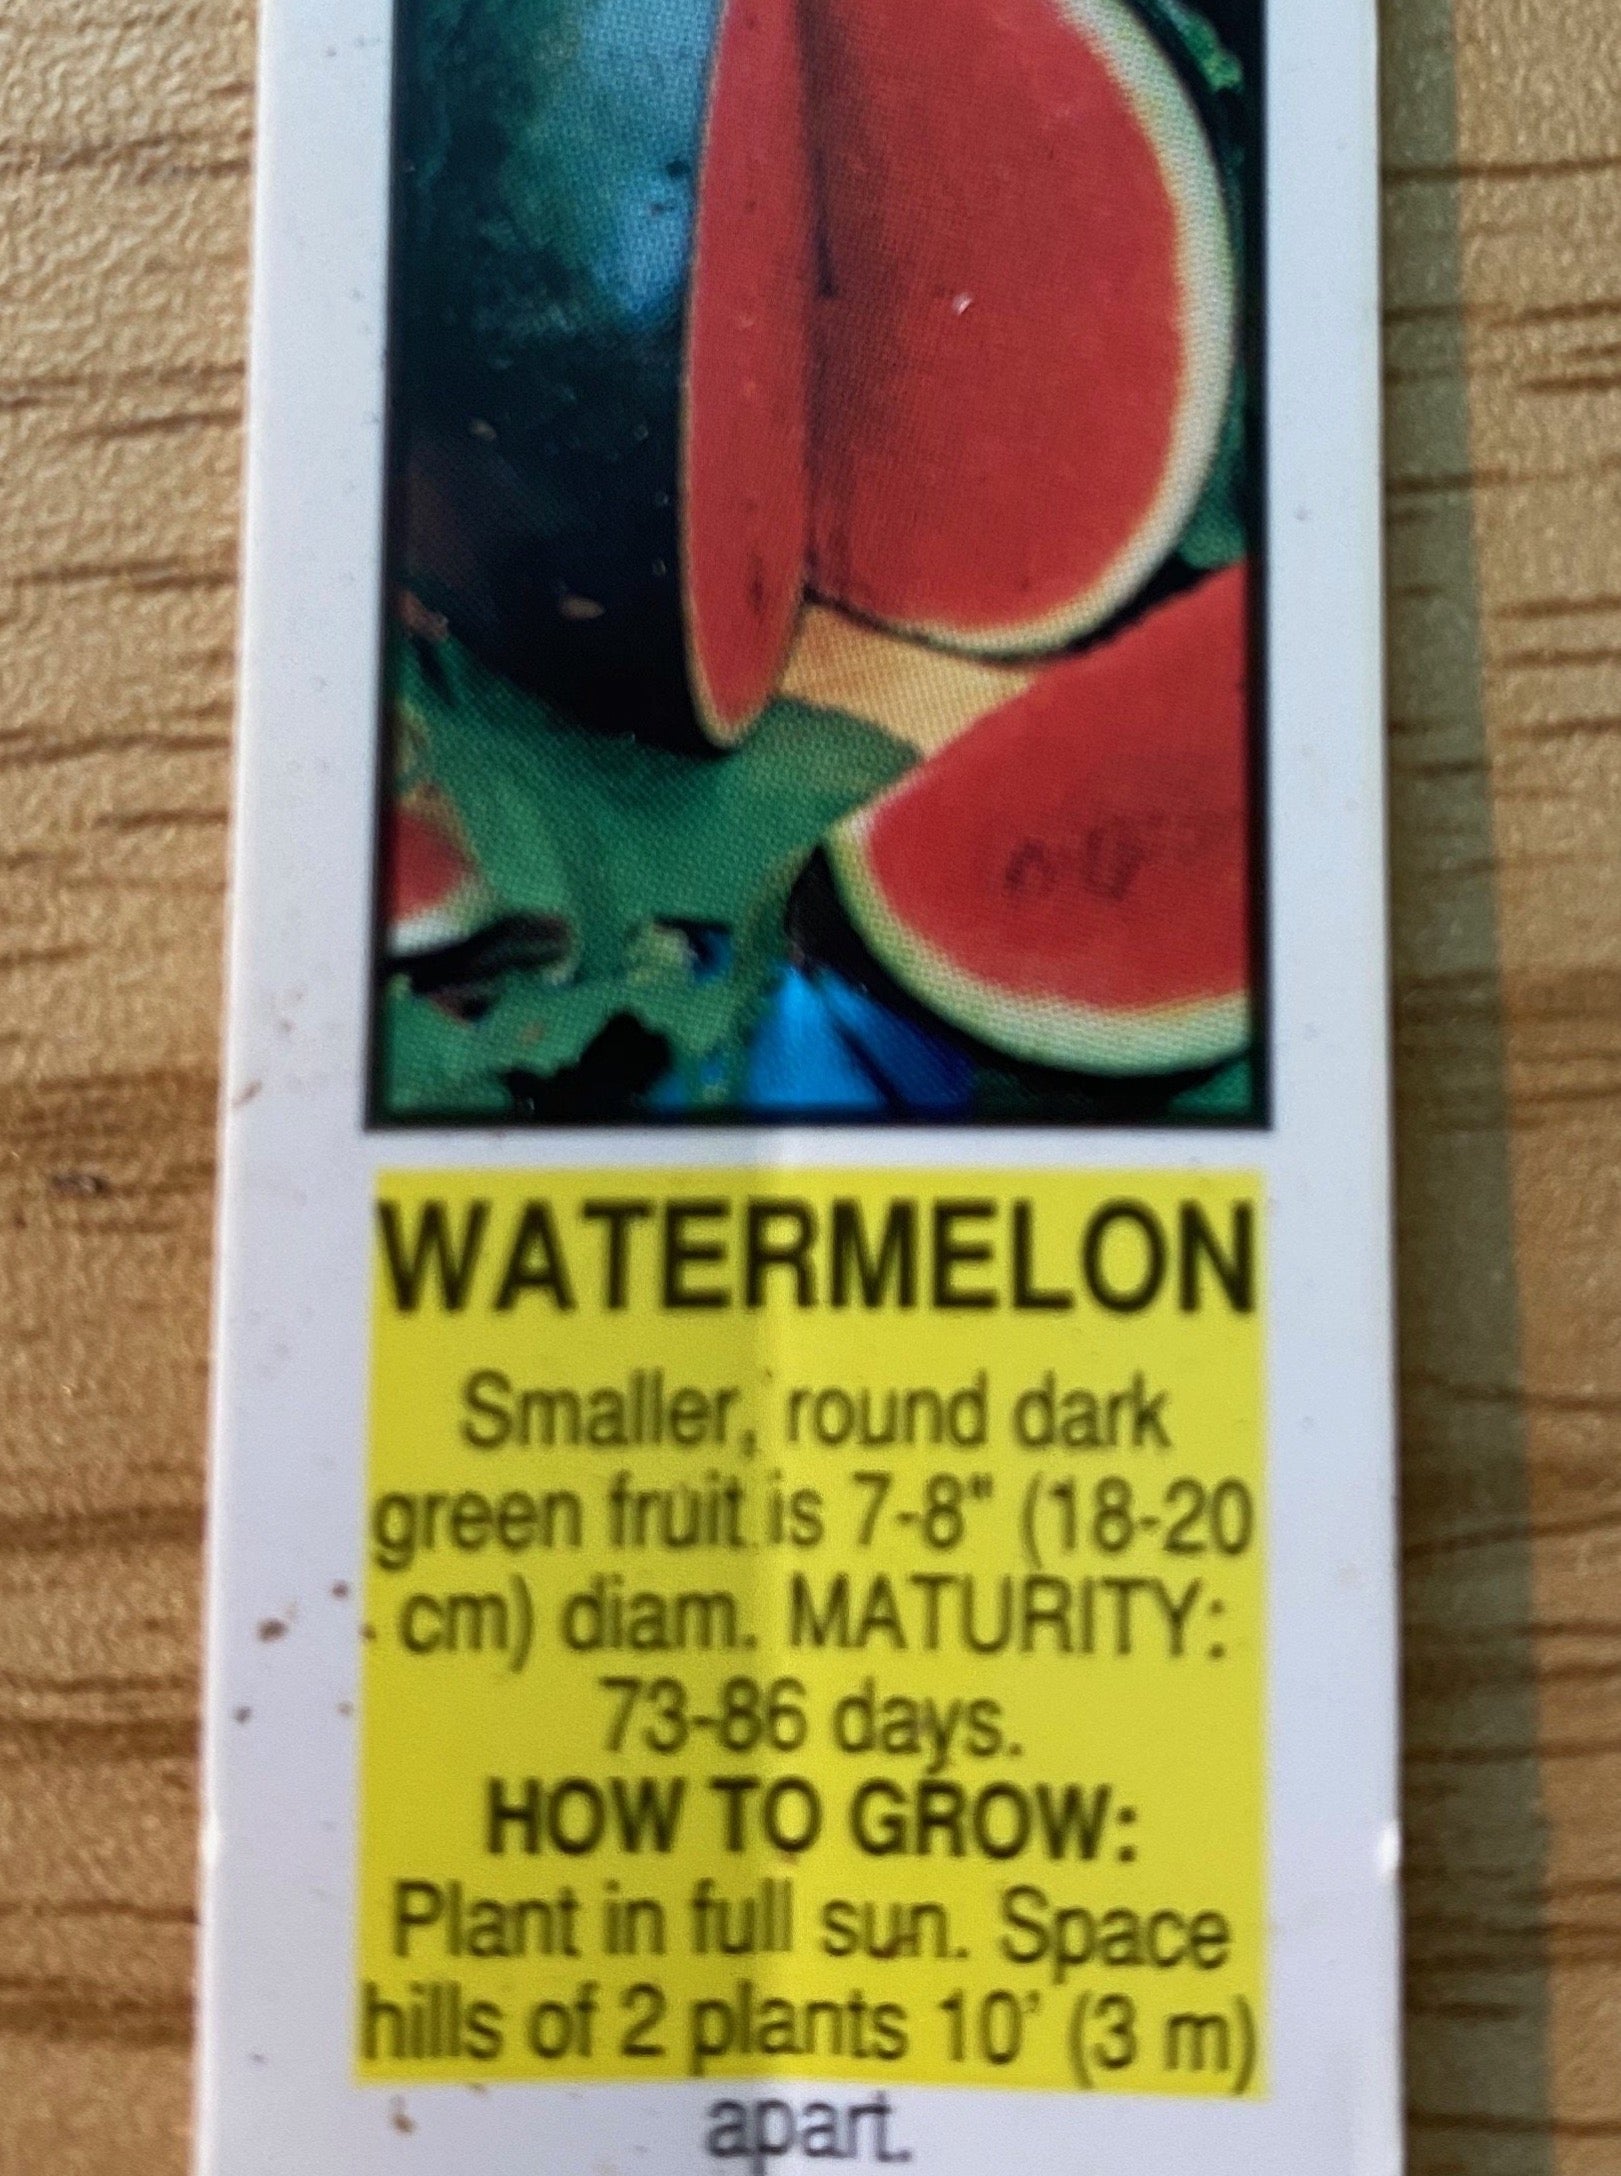 WATERMELON
Smaller, round dark
green fruit is 7-8" (18-20
cm) diam. MATURITY:
73-86 days.
HOW TO GROW:
Plant in full sun. Space
hills of 2 plants 10' (3 m)
apart.